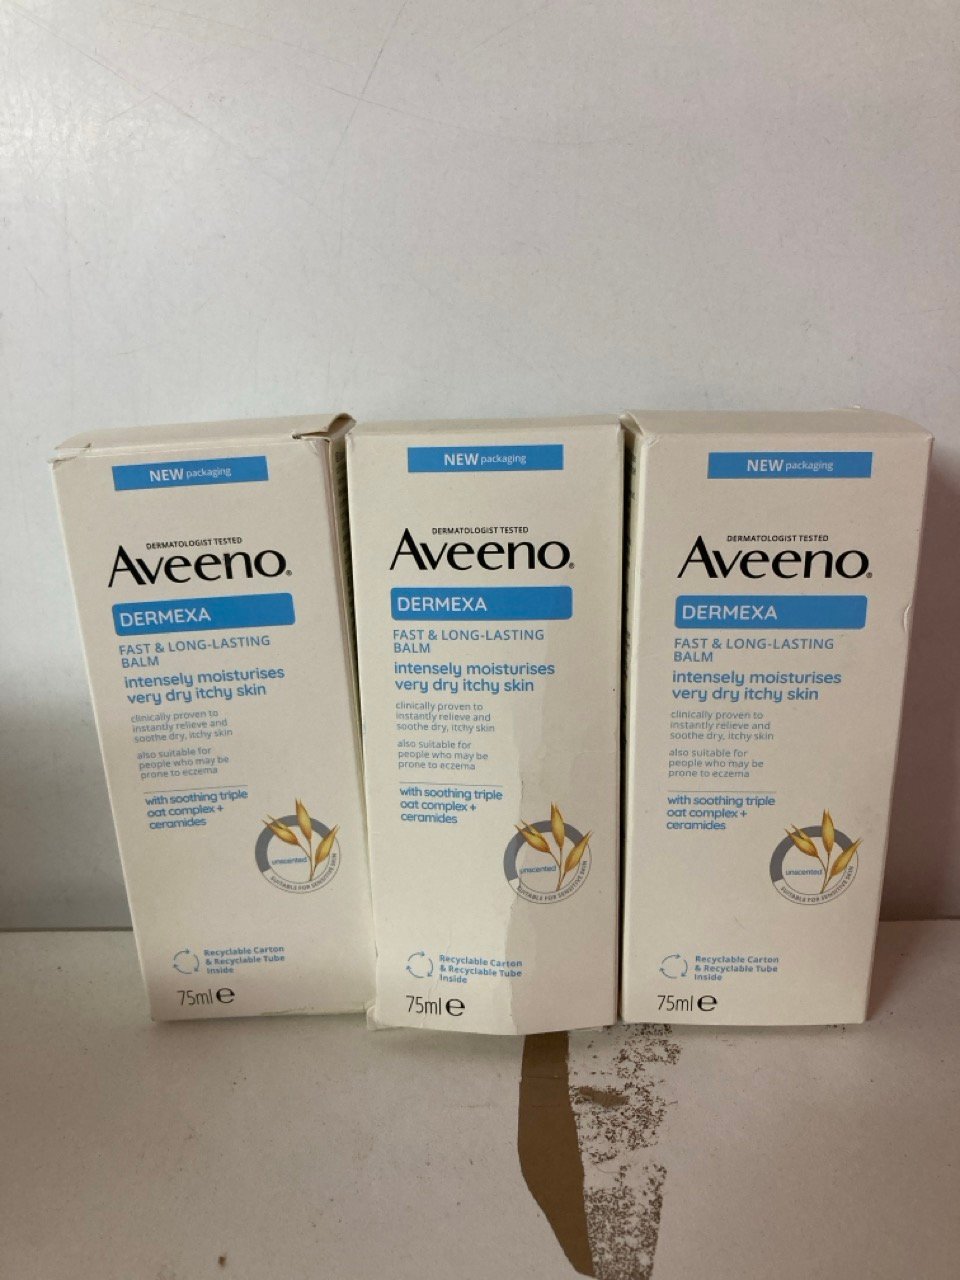 NEW packaging
DERMATOLOGIST TESTED
Aveeno®
DERMEXA
FAST & LONG-LASTING
BALM
intensely moisturises
very dry itchy skin
clinically proven to
instantly relieve and
soothe dry, itchy skin
also suitable for
people who may be
prone to eczema
with soothing triple
oat complex +
ceramides
unscented
SUITABLE FOR SENSITIVE SKIN
Recyclable Carton
& Recyclable Tube
Inside
75ml e
NEW packaging
DERMATOLOGIST TESTED
Aveeno®
DERMEXA
FAST & LONG-LASTING
BALM
intensely moisturises
very dry itchy skin
clinically proven to
instantly relieve and
soothe dry, itchy skin
also suitable for
people who may be
prone to eczema
with soothing triple
oat complex +
ceramides
unscented
SUITABLE FOR SENSITIVE SKIN
Recyclable Carton
& Recyclable Tube
Inside
75ml e
NEW packaging
DERMATOLOGIST TESTED
Aveeno®
DERMEXA
FAST & LONG-LASTING
BALM
intensely moisturises
very dry itchy skin
clinically proven to
instantly relieve and
soothe dry, itchy skin
also suitable for
people who may be
prone to eczema
with soothing triple
oat complex +
ceramides
unscented
SUITABLE FOR SENSITIVE SKIN
Recyclable Carton
& Recyclable Tube
Inside
75ml e